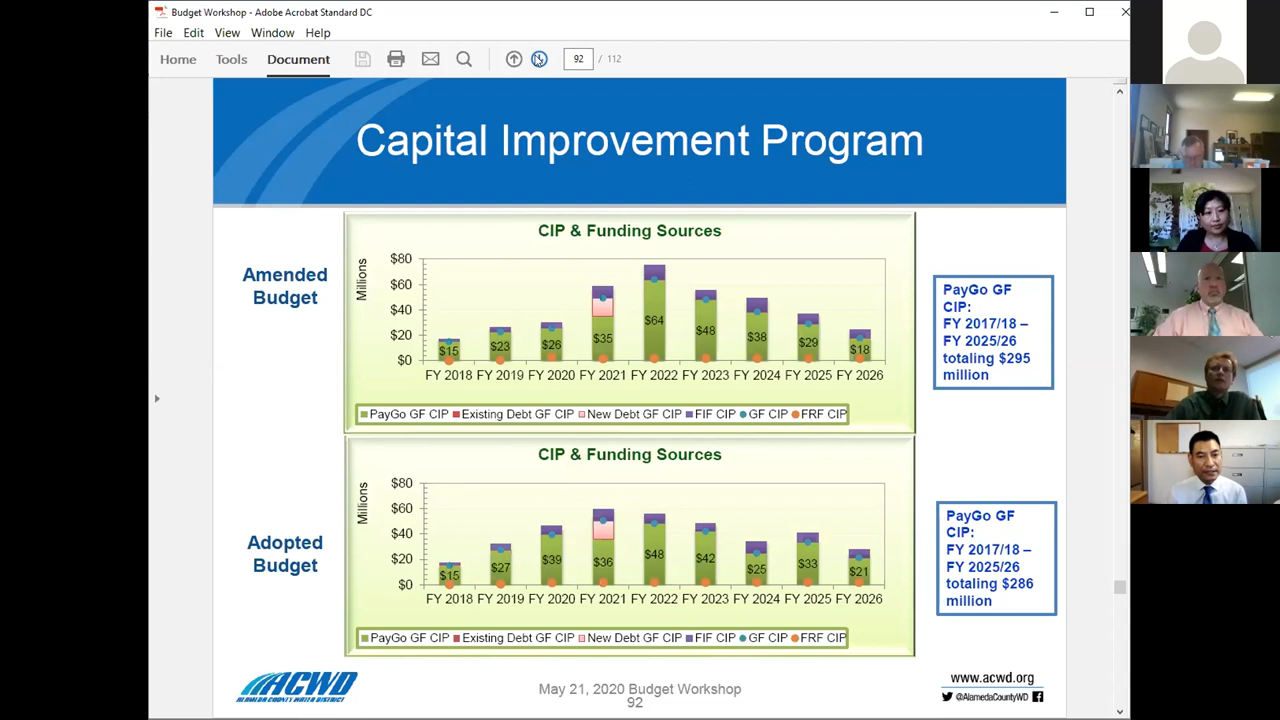 Budget Workshop - Adobe Acrobat Standard DC
File Edit View Window Help
Home Tools Document 92 / 112
Capital Improvement Program
Amended
Budget
CIP & Funding Sources
Millions
$80
$60
$40
$20
$0
$15 $23 $26 $35 $64 $48 $38 $29 $18
FY 2018 FY 2019 FY 2020 FY 2021 FY 2022 FY 2023 FY 2024 FY 2025 FY 2026
PayGo GF CIP Existing Debt GF CIP New Debt GF CIP FIF CIP GF CIP FRF CIP
PayGo GF
CIP:
FY 2017/18 –
FY 2025/26
totaling $295
million
Adopted
Budget
CIP & Funding Sources
Millions
$80
$60
$40
$20
$0
$15 $27 $39 $36 $48 $42 $25 $33 $21
FY 2018 FY 2019 FY 2020 FY 2021 FY 2022 FY 2023 FY 2024 FY 2025 FY 2026
PayGo GF CIP Existing Debt GF CIP New Debt GF CIP FIF CIP GF CIP FRF CIP
PayGo GF
CIP:
FY 2017/18 –
FY 2025/26
totaling $286
million
ACWD
ALAMEDA COUNTY WATER DISTRICT
May 21, 2020 Budget Workshop
92
www.acwd.org
@AlamedaCountyWD